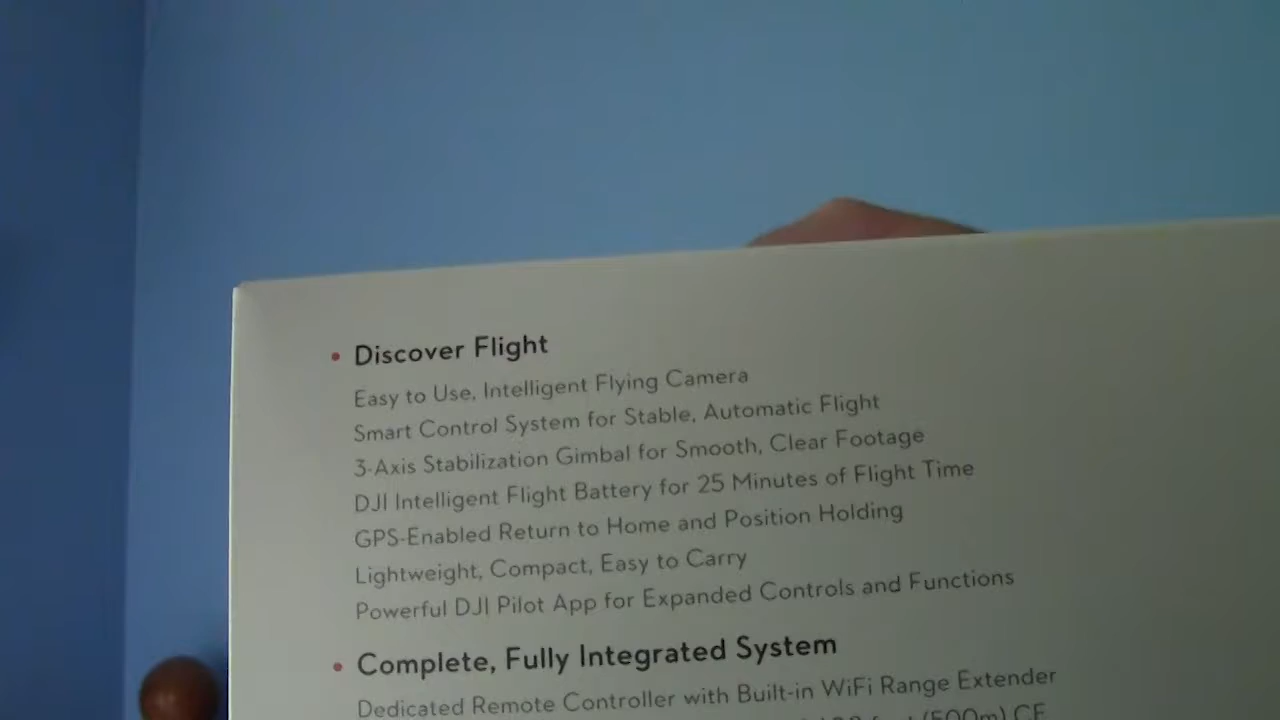 • Discover Flight
Easy to Use, Intelligent Flying Camera
Smart Control System for Stable, Automatic Flight
3-Axis Stabilization Gimbal for Smooth, Clear Footage
DJI Intelligent Flight Battery for 25 Minutes of Flight Time
GPS-Enabled Return to Home and Position Holding
Lightweight, Compact, Easy to Carry
Powerful DJI Pilot App for Expanded Controls and Functions
• Complete, Fully Integrated System
Dedicated Remote Controller with Built-in WiFi Range Extender
(500m) CE